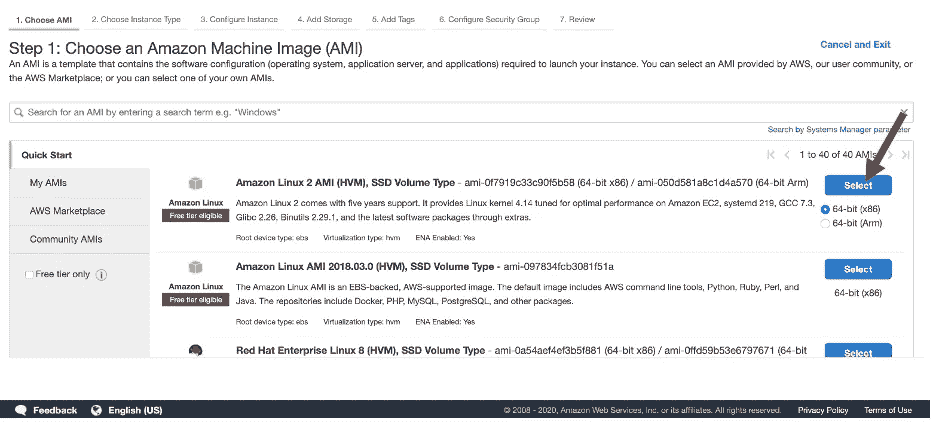 1. Choose AMI 2. Choose Instance Type 3. Configure Instance 4. Add Storage 5. Add Tags 6. Configure Security Group 7. Review
Step 1: Choose an Amazon Machine Image (AMI)
Cancel and Exit
An AMI is a template that contains the software configuration (operating system, application server, and applications) required to launch your instance. You can select an AMI provided by AWS, our user community, or
the AWS Marketplace; or you can select one of your own AMIs.
Search for an AMI by entering a search term e.g. "Windows"
Search by Systems Manager parameter
Quick Start
1 to 40 of 40 AMIs
My AMIs
AWS Marketplace
Community AMIs
Free tier only
Amazon Linux
Free tier eligible
Amazon Linux 2 AMI (HVM), SSD Volume Type - ami-0f7919c33c90f5b58 (64-bit x86) / ami-050d581a8c1d4a570 (64-bit Arm)
Amazon Linux 2 comes with five years support. It provides Linux kernel 4.14 tuned for optimal performance on Amazon EC2, systemd 219, GCC 7.3,
Glibc 2.26, Binutils 2.29.1, and the latest software packages through extras.
Root device type: ebs Virtualization type: hvm ENA Enabled: Yes
Select
64-bit (x86)
64-bit (Arm)
Amazon Linux
Free tier eligible
Amazon Linux AMI 2018.03.0 (HVM), SSD Volume Type - ami-097834fcb3081f51a
The Amazon Linux AMI is an EBS-backed, AWS-supported image. The default image includes AWS command line tools, Python, Ruby, Perl, and
Java. The repositories include Docker, PHP, MySQL, PostgreSQL, and other packages.
Root device type: ebs Virtualization type: hvm ENA Enabled: Yes
Select
64-bit (x86)
Red Hat Enterprise Linux 8 (HVM), SSD Volume Type - ami-0a54aef4ef3b5f881 (64-bit x86) / ami-0ffd59b53e6797671 (64-bit
Select
Feedback English (US)
© 2008 - 2020, Amazon Web Services, Inc. or its affiliates. All rights reserved. Privacy Policy Terms of Use